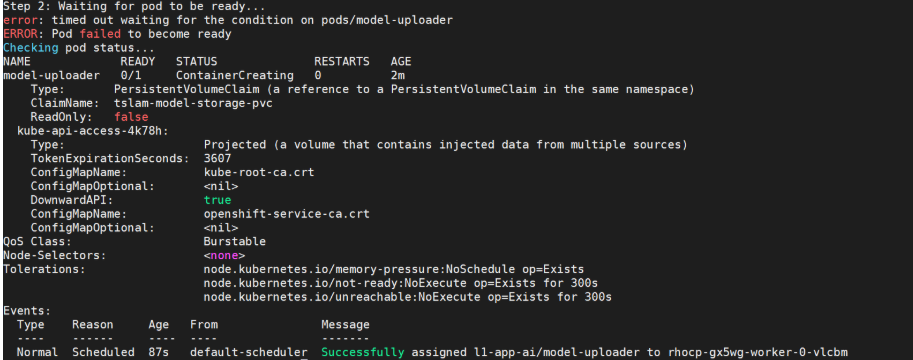 Step 2: Waiting for pod to be ready...
error: timed out waiting for the condition on pods/model-uploader
ERROR: Pod failed to become ready
Checking pod status...
NAME             READY   STATUS              RESTARTS   AGE
model-uploader   0/1     ContainerCreating   0          2m
    Type:       PersistentVolumeClaim (a reference to a PersistentVolumeClaim in the same namespace)
    ClaimName:  tslam-model-storage-pvc
    ReadOnly:   false
  kube-api-access-4k78h:
    Type:                    Projected (a volume that contains injected data from multiple sources)
    TokenExpirationSeconds:  3607
    ConfigMapName:           kube-root-ca.crt
    ConfigMapOptional:       <nil>
    DownwardAPI:             true
    ConfigMapName:           openshift-service-ca.crt
    ConfigMapOptional:       <nil>
QoS Class:                   Burstable
Node-Selectors:              <none>
Tolerations:                 node.kubernetes.io/memory-pressure:NoSchedule op=Exists
                             node.kubernetes.io/not-ready:NoExecute op=Exists for 300s
                             node.kubernetes.io/unreachable:NoExecute op=Exists for 300s
Events:
  Type    Reason     Age   From               Message
  ----    ------     ----  ----               -------
  Normal  Scheduled  87s   default-scheduler  Successfully assigned l1-app-ai/model-uploader to rhocp-gx5wg-worker-0-vlcbm